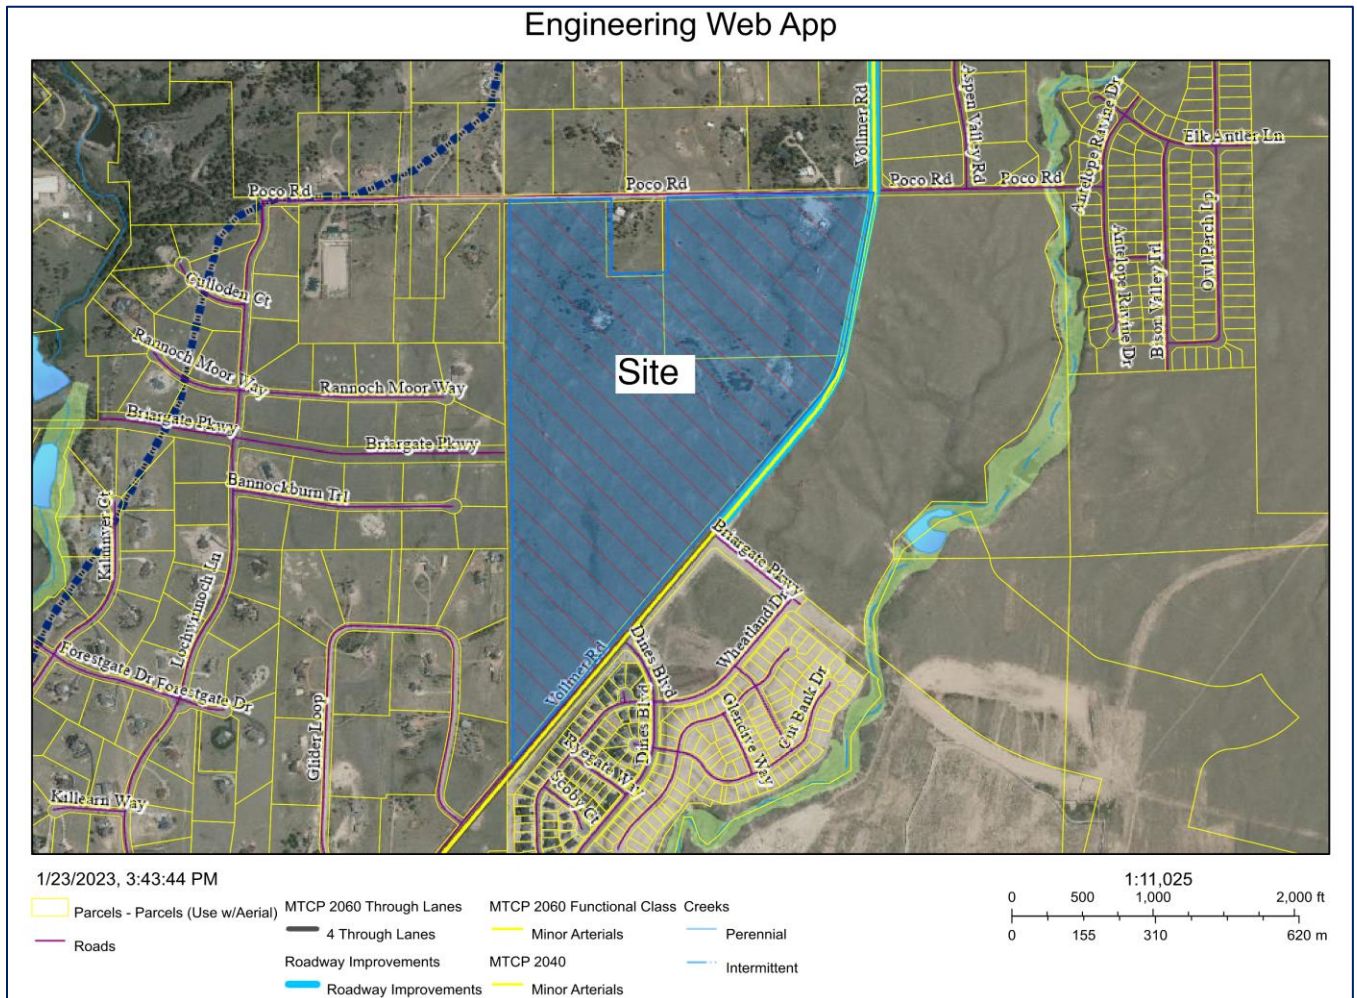 Engineering Web App
Vollmer Rd
Aspen Valley Rd
Antelope Ravine Dr
Elk Antler Ln
Poco Rd
Poco Rd
Poco Rd
Poco Rd
Owl Perch Lp
Antelope Ravine Dr
Bison Valley Trl
Culloden Ct
Rannoch Moor Way
Rannoch Moor Way
Site
Briargate Pkwy
Briargate Pkwy
Bannockburn Trl
Kilninver Ct
Lochwinnoch Ln
Briargate Pkwy
Wheatland Dr
Dines Blvd
Vollmer Rd
Forestgate Dr
Forestgate Dr
Glider Loop
Dines Blvd
Glendive Way
Cut Bank Dr
Ryegate Way
Scoby Ct
Killearn Way
1/23/2023, 3:43:44 PM
1:11,025
Parcels - Parcels (Use w/Aerial)
Roads
MTCP 2060 Through Lanes
4 Through Lanes
Roadway Improvements
Roadway Improvements
MTCP 2060 Functional Class
Minor Arterials
MTCP 2040
Minor Arterials
Creeks
Perennial
Intermittent
0 500 1,000 2,000 ft
0 155 310 620 m